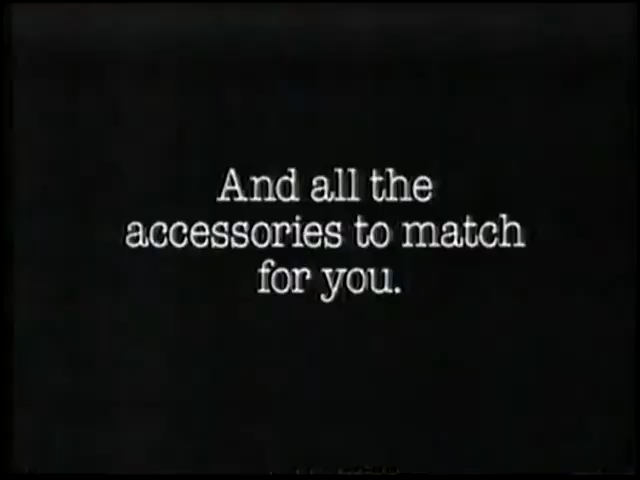 And all the
accessories to match
for you.